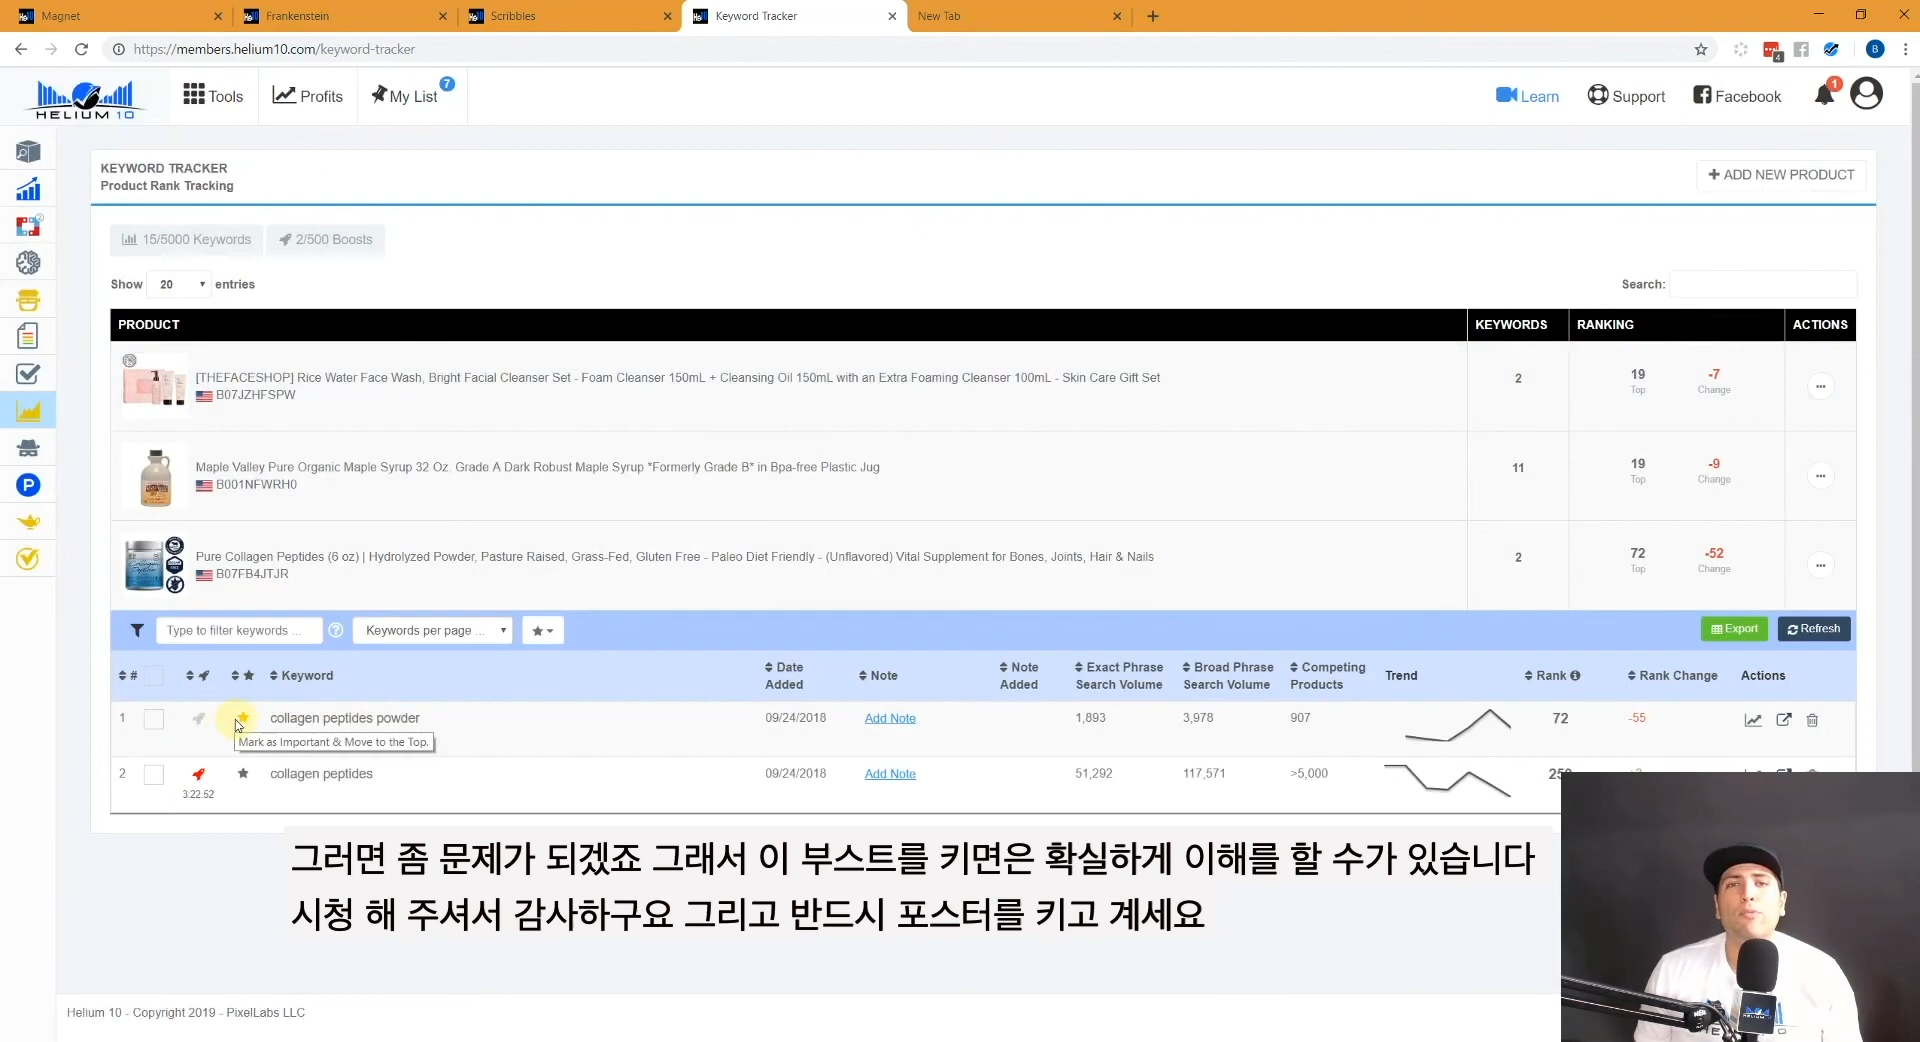 Magnet
Frankenstein
Scribbles
Keyword Tracker
New Tab
https://members.helium10.com/keyword-tracker
4
B
HELIUM 10
Tools
Profits
My List
7
Learn
Support
Facebook
1
KEYWORD TRACKER
Product Rank Tracking
ADD NEW PRODUCT
15/5000 Keywords
2/500 Boosts
Show 20 entries
Search:
PRODUCT
KEYWORDS
RANKING
ACTIONS
[THEFACESHOP] Rice Water Face Wash, Bright Facial Cleanser Set - Foam Cleanser 150mL + Cleansing Oil 150mL with an Extra Foaming Cleanser 100mL - Skin Care Gift Set
B07JZHFSPW
2
19
Top
-7
Change
Maple Valley Pure Organic Maple Syrup 32 Oz. Grade A Dark Robust Maple Syrup *Formerly Grade B* in Bpa-free Plastic Jug
B001NFWRH0
11
19
Top
-9
Change
Pure Collagen Peptides (6 oz) | Hydrolyzed Powder, Pasture Raised, Grass-Fed, Gluten Free - Paleo Diet Friendly - (Unflavored) Vital Supplement for Bones, Joints, Hair & Nails
B07FB4JTJR
2
72
Top
-52
Change
Type to filter keywords ...
Keywords per page ...
Export
Refresh
#
Keyword
Date Added
Note
Note Added
Exact Phrase Search Volume
Broad Phrase Search Volume
Competing Products
Trend
Rank
Rank Change
Actions
1
collagen peptides powder
09/24/2018
Add Note
1,893
3,978
907
72
-55
Mark as Important & Move to the Top.
2
3:22:52
collagen peptides
09/24/2018
Add Note
51,292
117,571
>5,000
그러면 좀 문제가 되겠죠 그래서 이 부스트를 키면은 확실하게 이해를 할 수가 있습니다
시청 해 주셔서 감사하구요 그리고 반드시 포스터를 키고 계세요
Helium 10 - Copyright 2019 - PixelLabs LLC